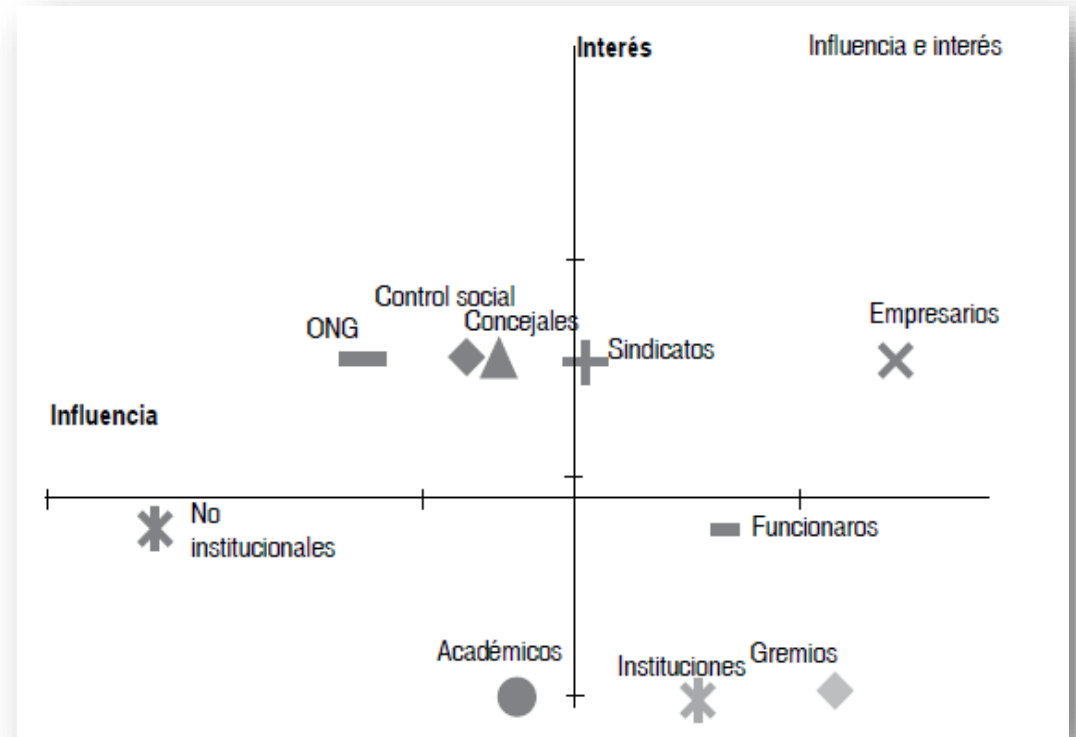 Interés
Influencia e interés
Control social
ONG
Concejales
Empresarios
Sindicatos
Influencia
No
institucionales
Funcionaros
Académicos
Instituciones
Gremios